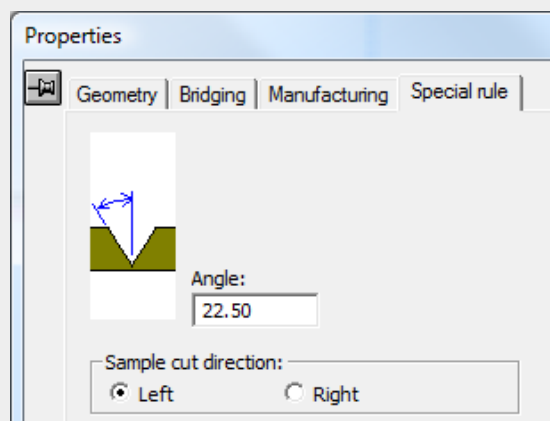 Properties
Geometry Bridging Manufacturing Special rule
Angle:
22.50
Sample cut direction:
Left Right